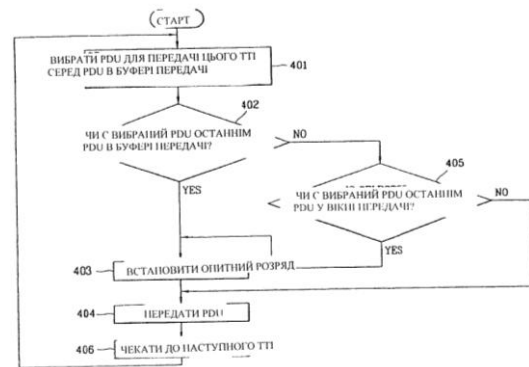 СТАРТ
ВИБРАТИ PDU ДЛЯ ПЕРЕДАЧІ ЦЬОГО ТТІ
СЕРЕД PDU В БУФЕРІ ПЕРЕДАЧІ
401
402
ЧИ Є ВИБРАНИЙ PDU ОСТАННІМ
PDU В БУФЕРІ ПЕРЕДАЧІ?
NO
YES
405
ЧИ Є ВИБРАНИЙ PDU ОСТАННІМ
PDU У ВІКНІ ПЕРЕДАЧІ?
NO
YES
403
ВСТАНОВИТИ ОПИТНИЙ РОЗРЯД
404
ПЕРЕДАТИ PDU
406
ЧЕКАТИ ДО НАСТУПНОГО ТТІ